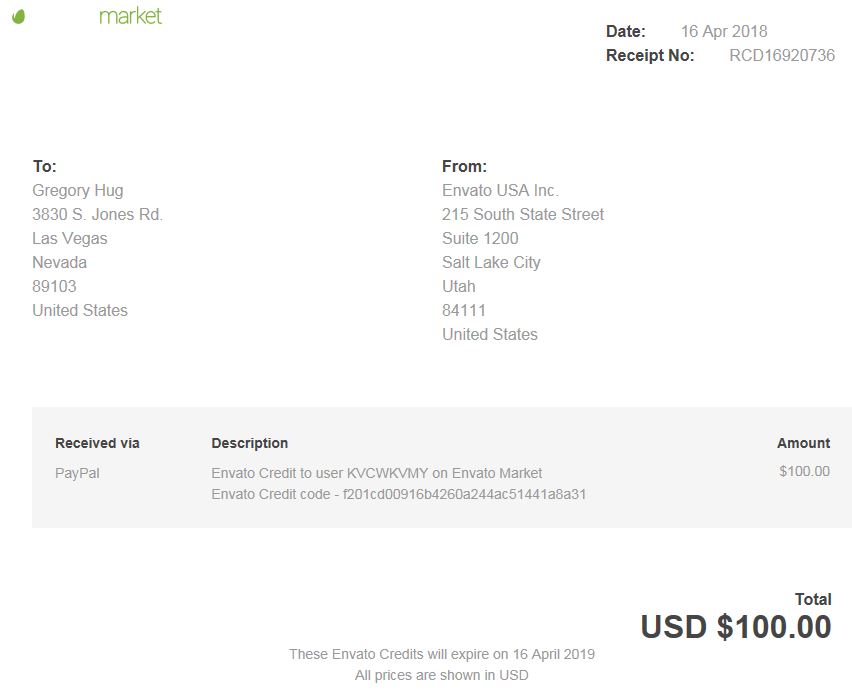 market
Date: 16 Apr 2018
Receipt No: RCD16920736
To:
Gregory Hug
3830 S. Jones Rd.
Las Vegas
Nevada
89103
United States
From:
Envato USA Inc.
215 South State Street
Suite 1200
Salt Lake City
Utah
84111
United States
Received via Description Amount
PayPal Envato Credit to user KVCWKVMY on Envato Market $100.00
Envato Credit code - f201cd00916b4260a244ac51441a8a31
Total
USD $100.00
These Envato Credits will expire on 16 April 2019
All prices are shown in USD